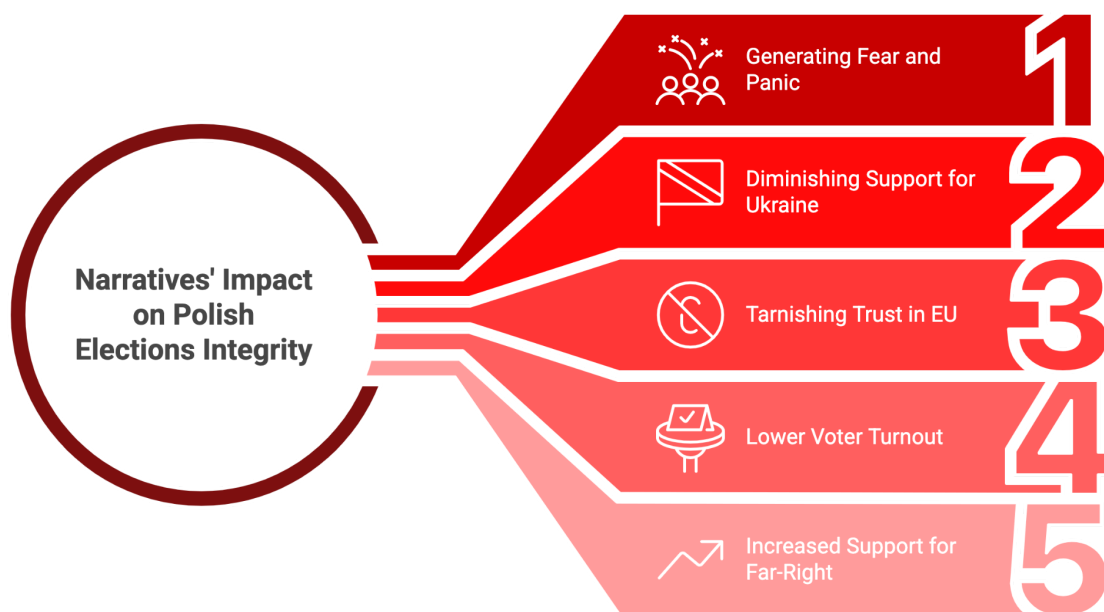 Narratives' Impact
on Polish
Elections Integrity
Generating Fear and
Panic
1
Diminishing Support for
Ukraine
2
Tarnishing Trust in EU
3
Lower Voter Turnout
4
Increased Support for
Far-Right
5